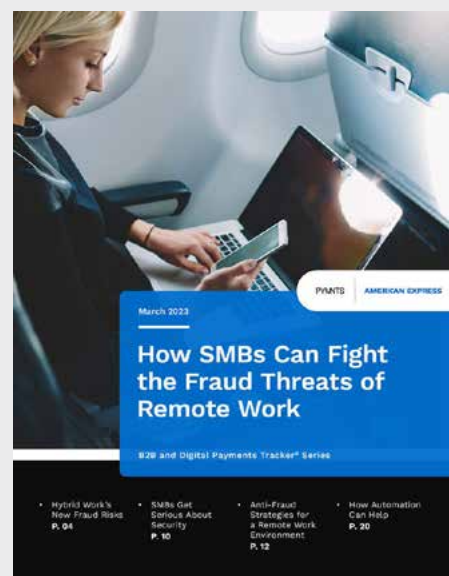 PYMNTS
AMERICAN EXPRESS
March 2023
How SMBs Can Fight
the Fraud Threats of
Remote Work
B2B and Digital Payments Tracker® Series
• Hybrid Work's
New Fraud Risks
P. 04
• SMBs Get
Serious About
Security
P. 10
• Anti-Fraud
Strategies for
a Remote Work
Environment
P. 12
• How Automation
Can Help
P. 20